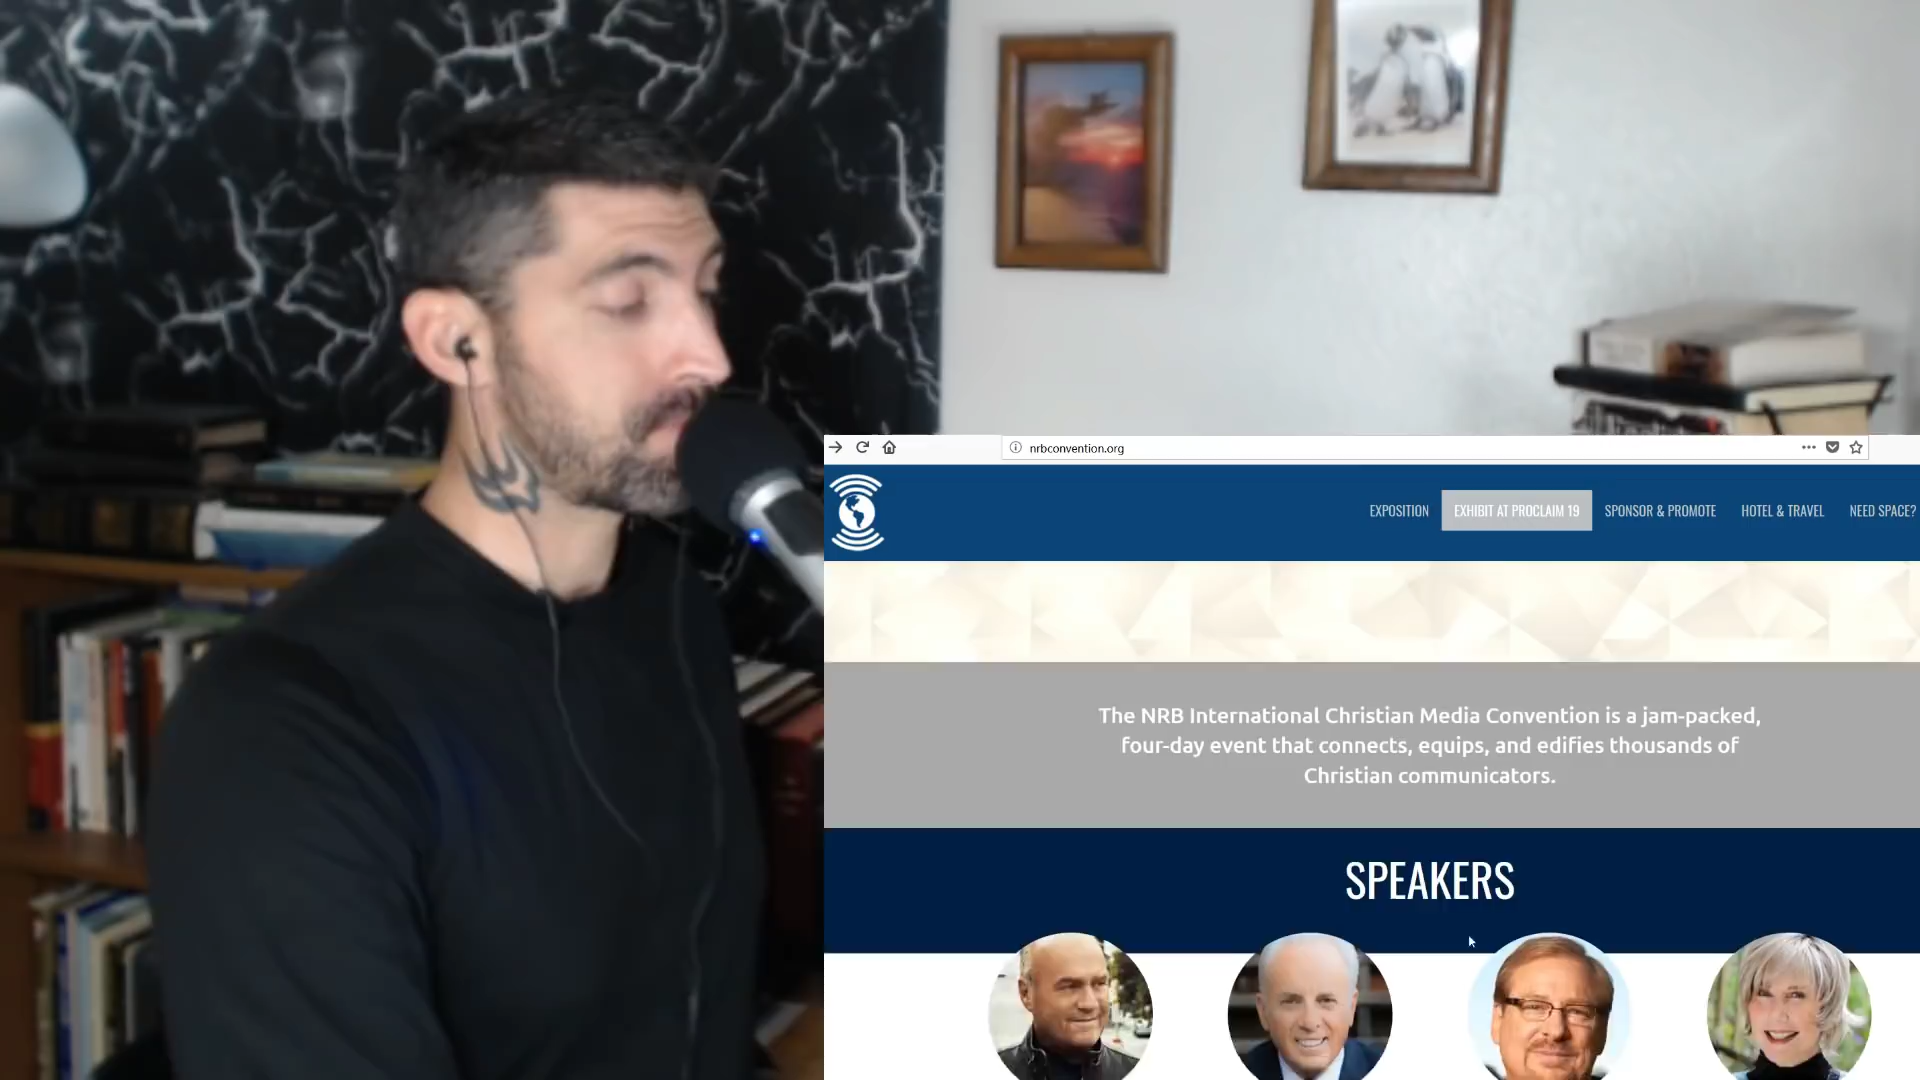 nrbconvention.org
EXPOSITION EXHIBIT AT PROCLAIM 19 SPONSOR & PROMOTE HOTEL & TRAVEL NEED SPACE?
The NRB International Christian Media Convention is a jam-packed,
four-day event that connects, equips, and edifies thousands of
Christian communicators.
SPEAKERS